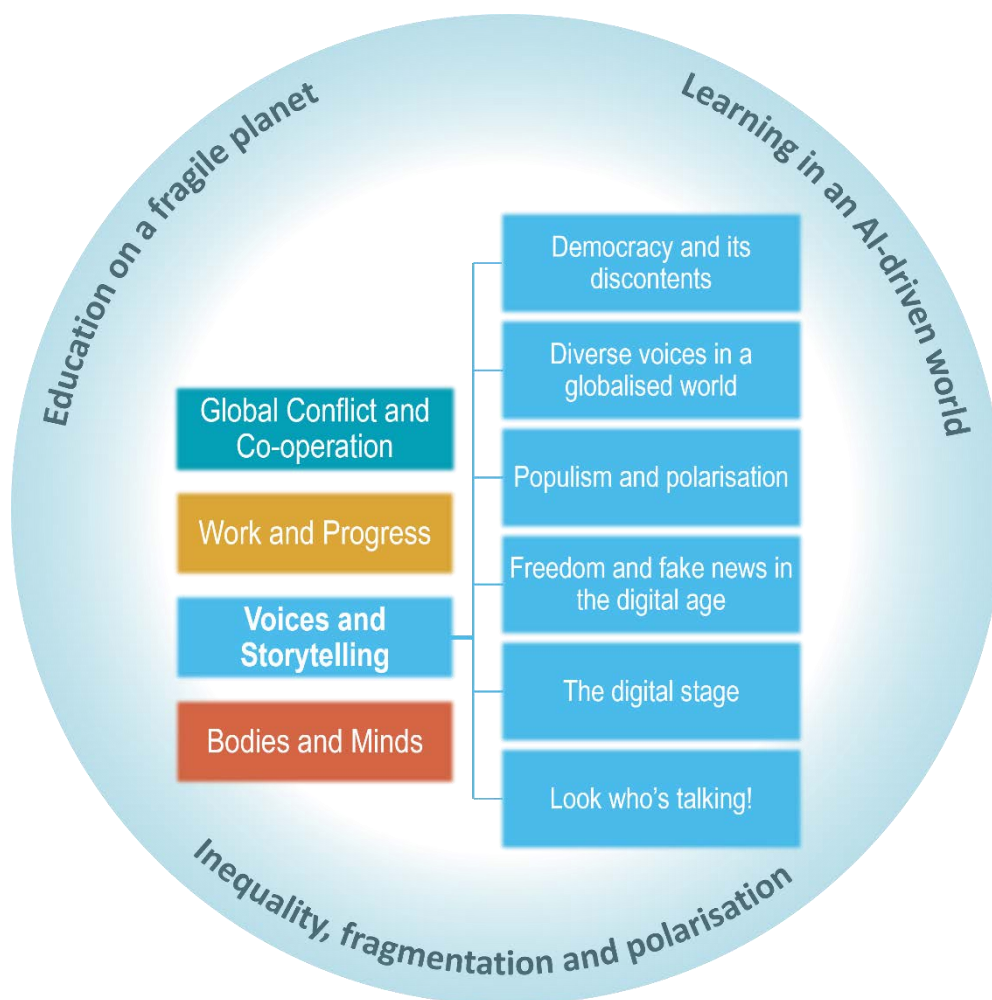 Education on a fragile planet
Learning in an AI-driven world
Global Conflict and
Co-operation
Work and Progress
Voices and
Storytelling
Bodies and Minds
Democracy and its
discontents
Diverse voices in a
globalised world
Populism and polarisation
Freedom and fake news in
the digital age
The digital stage
Look who's talking!
Inequality, fragmentation and polarisation